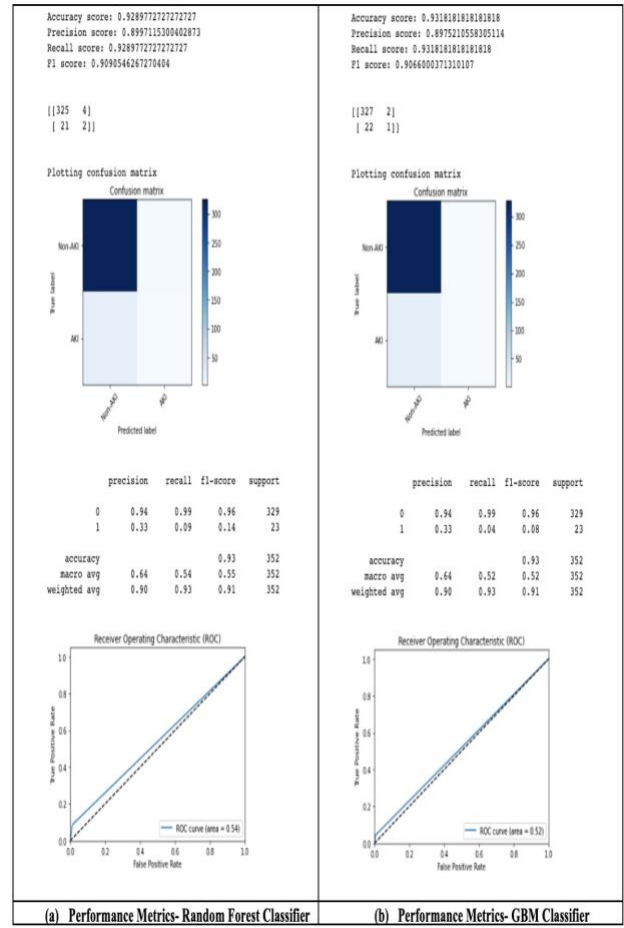 Accuracy score: 0.9289772727272727
Precision score: 0.8997115300402873
Recall score: 0.9289772727272727
F1 score: 0.9090546267270404
[[325 4]
[ 21 2]]
Plotting confusion matrix
Confusion matrix
300
250
200
150
100
50
Non-AKI
AKI
True label
Non-AKI
AKI
Predicted label
precision recall f1-score support
0 0.94 0.99 0.96 329
1 0.33 0.09 0.14 23
accuracy 0.93 352
macro avg 0.64 0.54 0.55 352
weighted avg 0.90 0.93 0.91 352
Receiver Operating Characteristic (ROC)
1.0
0.8
0.6
0.4
0.2
0.0
True Positive Rate
ROC curve (area = 0.54)
0.0 0.2 0.4 0.6 0.8 1.0
False Positive Rate
(a) Performance Metrics- Random Forest Classifier
Accuracy score: 0.9318181818181818
Precision score: 0.8975210558305114
Recall score: 0.9318181818181818
F1 score: 0.9066000371310107
[[327 2]
[ 22 1]]
Plotting confusion matrix
Confusion matrix
300
250
200
150
100
50
Non-AKI
AKI
True label
Non-AKI
AKI
Predicted label
precision recall f1-score support
0 0.94 0.99 0.96 329
1 0.33 0.04 0.08 23
accuracy 0.93 352
macro avg 0.64 0.52 0.52 352
weighted avg 0.90 0.93 0.91 352
Receiver Operating Characteristic (ROC)
1.0
0.8
0.6
0.4
0.2
0.0
True Positive Rate
ROC curve (area = 0.52)
0.0 0.2 0.4 0.6 0.8 1.0
False Positive Rate
(b) Performance Metrics- GBM Classifier